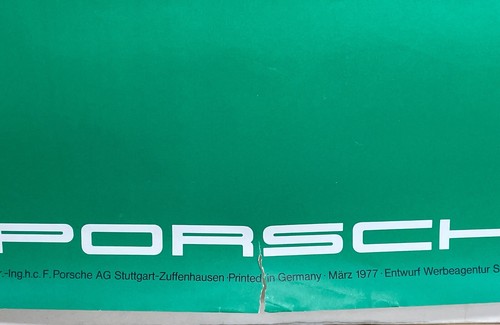 PORSCH
r.-Ing.h.c.F.Porsche AG Stuttgart-Zuffenhausen · Printed in Germany · März 1977 · Entwurf Werbeagentur S